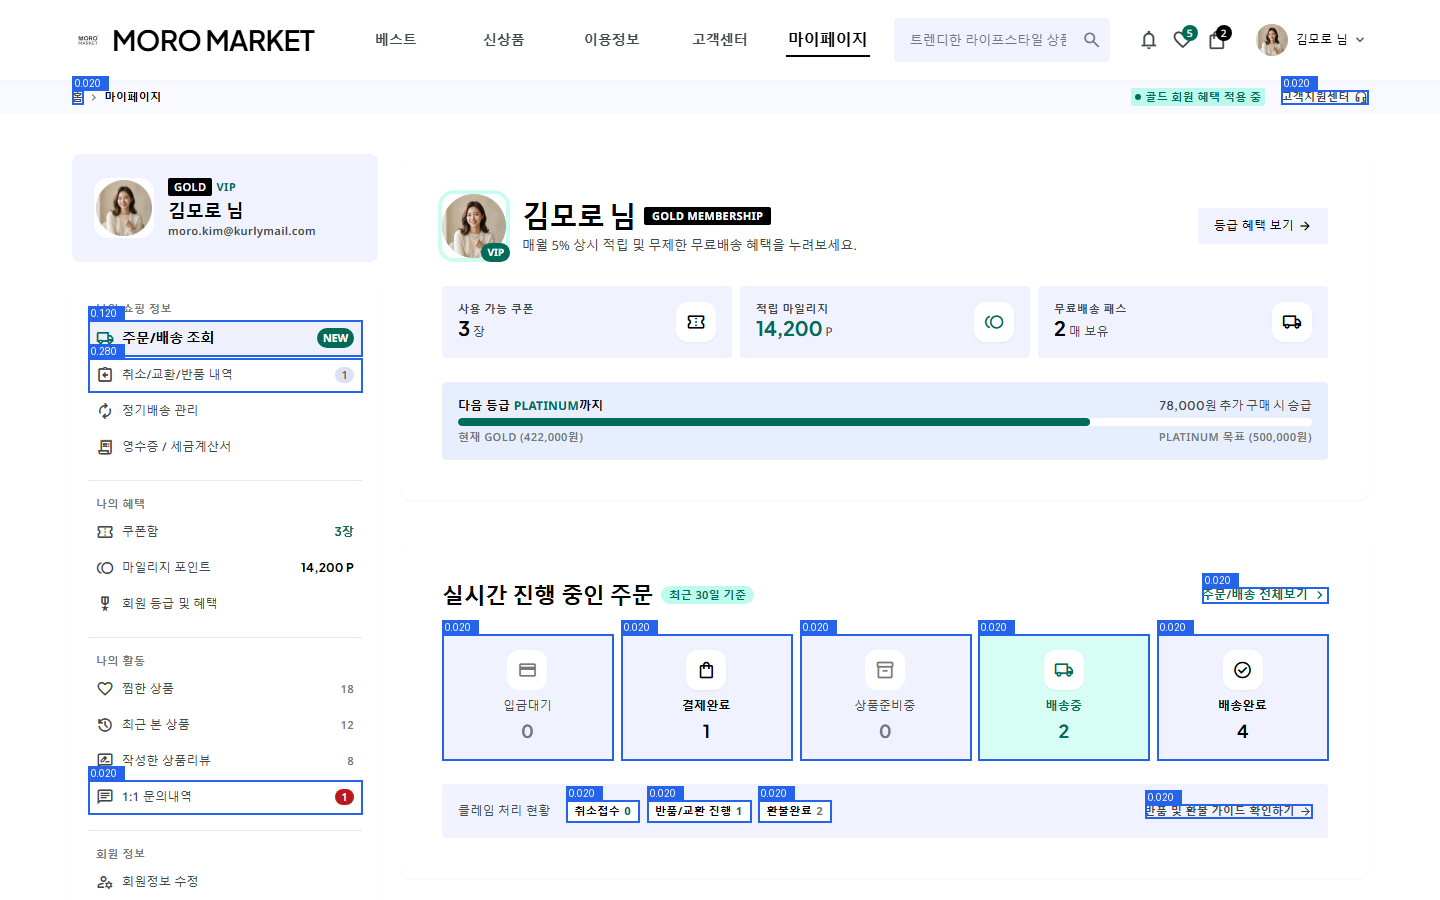 MORO MARKET
MORO MARKET
베스트
신상품
이용정보
고객센터
마이페이지
트렌디한 라이프스타일 상품
5
2
김모로 님
0.020
홈 > 마이페이지
골드 회원 혜택 적용 중
0.020
고객지원센터
GOLD VIP
김모로 님
moro.kim@kurlymail.com
쇼핑 정보
0.120
주문/배송 조회
NEW
0.280
취소/교환/반품 내역
1
정기배송 관리
영수증 / 세금계산서
나의 혜택
쿠폰함
3장
마일리지 포인트
14,200 P
회원 등급 및 혜택
나의 활동
찜한 상품
18
최근 본 상품
12
작성한 상품리뷰
8
0.020
1:1 문의내역
1
회원 정보
회원정보 수정
VIP
김모로 님 GOLD MEMBERSHIP
매월 5% 상시 적립 및 무제한 무료배송 혜택을 누려보세요.
등급 혜택 보기 →
사용 가능 쿠폰
3 장
적립 마일리지
14,200 P
무료배송 패스
2 매 보유
다음 등급 PLATINUM까지
78,000원 추가 구매 시 승급
현재 GOLD (422,000원)
PLATINUM 목표 (500,000원)
실시간 진행 중인 주문
최근 30일 기준
0.020
주문/배송 전체보기 >
0.020
입금대기
0
0.020
결제완료
1
0.020
상품준비중
0
0.020
배송중
2
0.020
배송완료
4
클레임 처리 현황
0.020
취소접수 0
0.020
반품/교환 진행 1
0.020
환불완료 2
0.020
반품 및 환불 가이드 확인하기 →